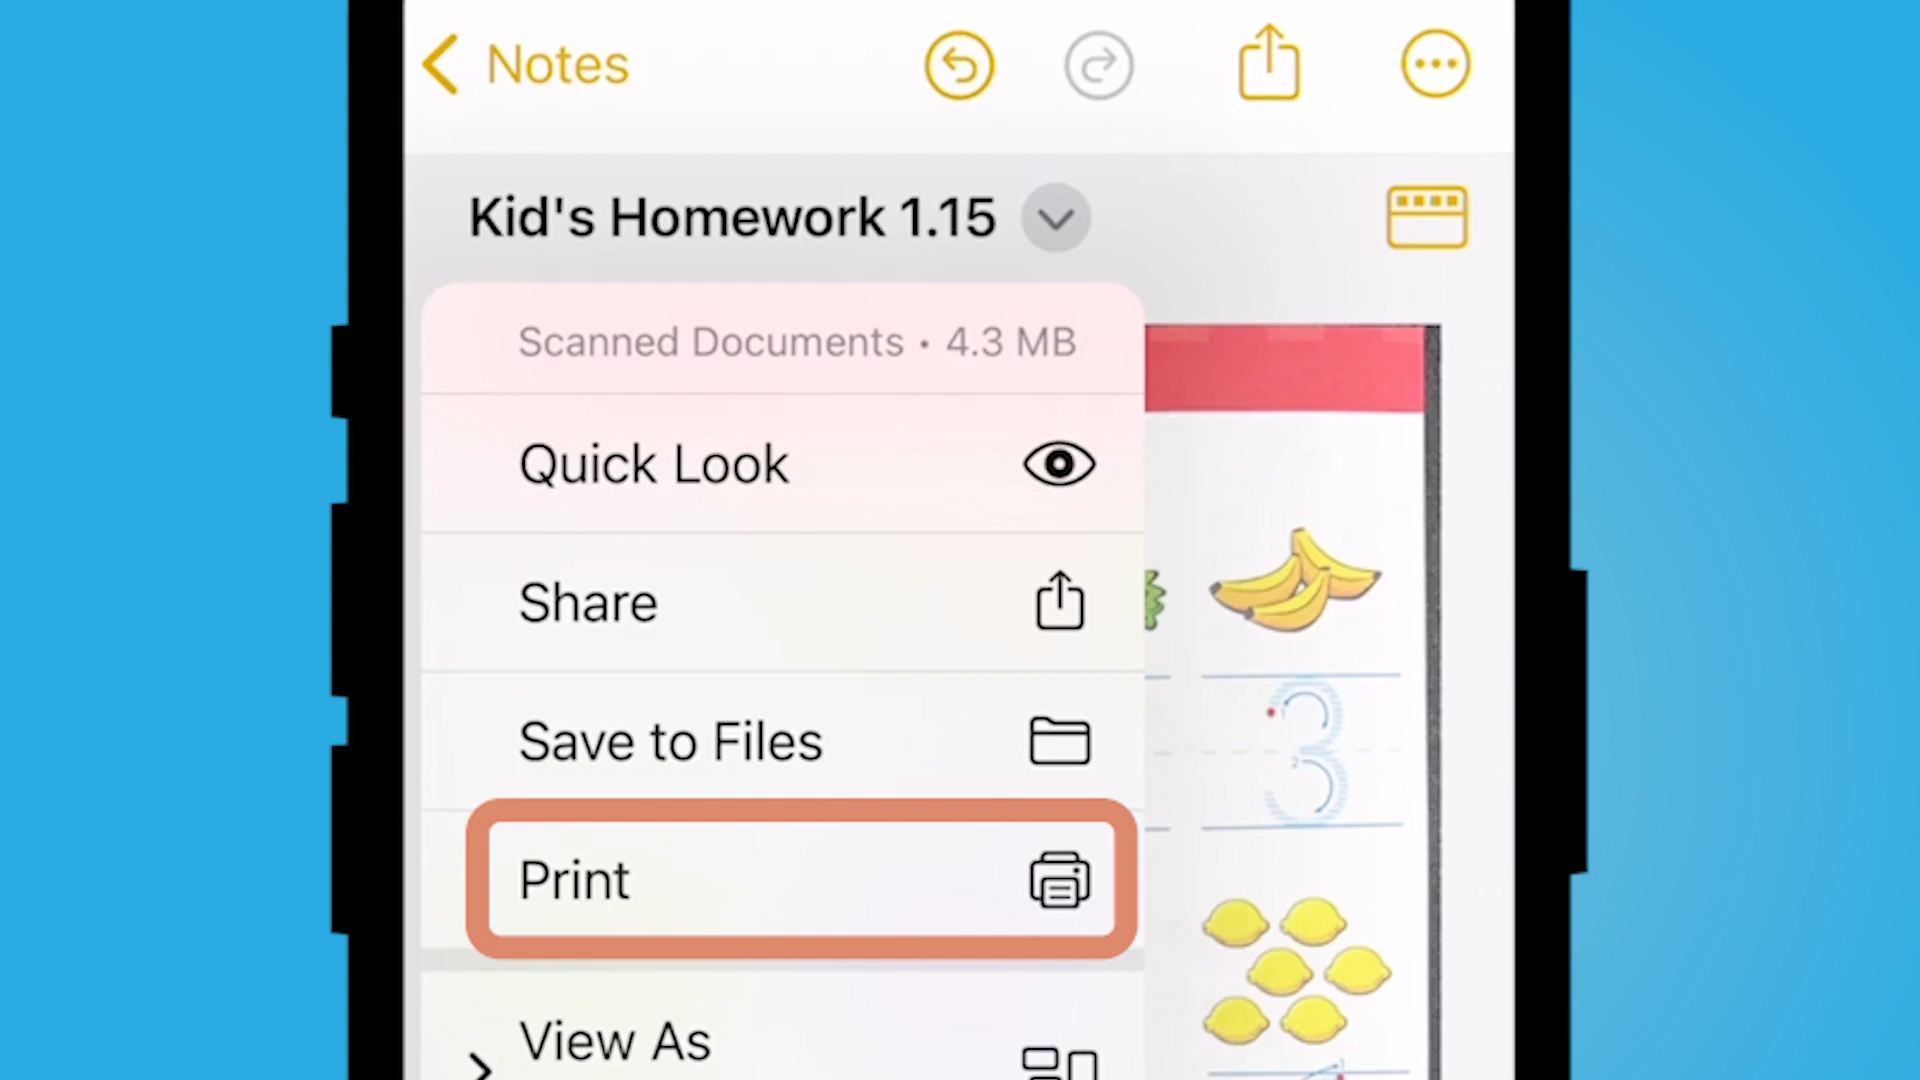 Notes
Kid's Homework 1.15
Scanned Documents • 4.3 MB
Quick Look
Share
Save to Files
3
Print
View As